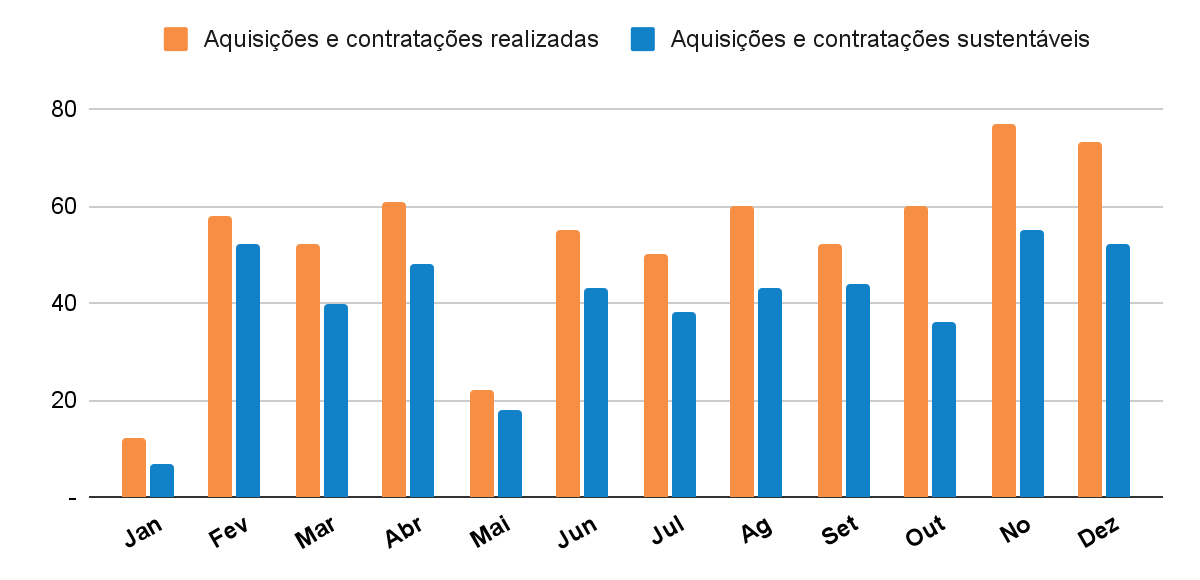 Aquisições e contratações realizadas Aquisições e contratações sustentáveis
80
60
40
20
-
Jan Fev Mar Abr Mai Jun Jul Ag Set Out No Dez